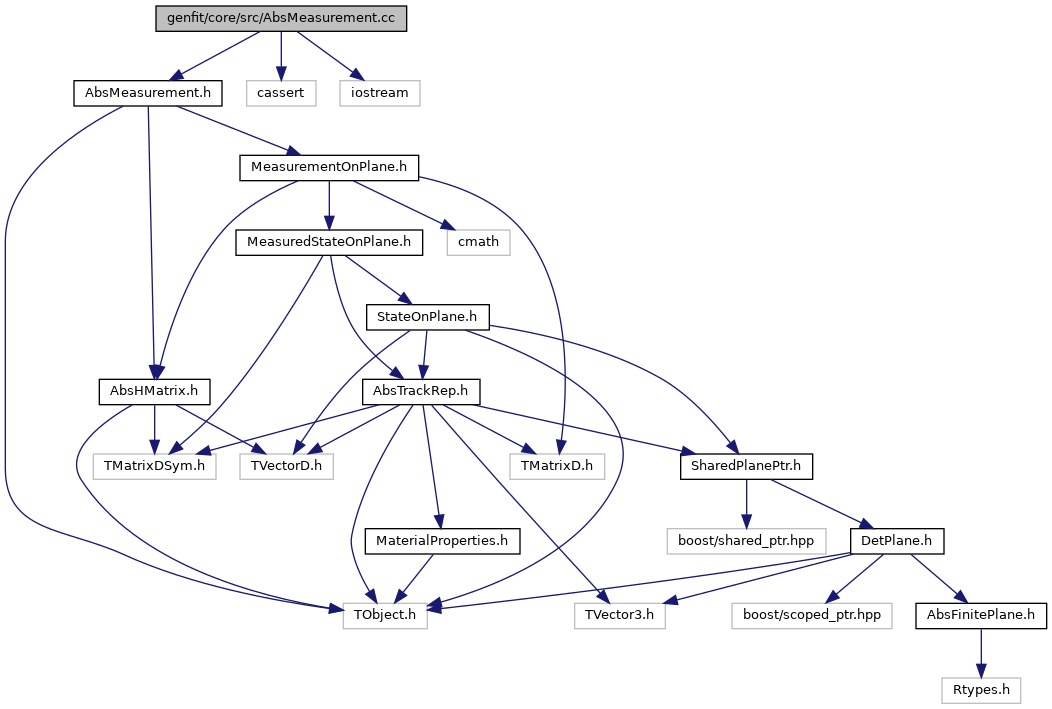 genfit/core/src/AbsMeasurement.cc
AbsMeasurement.h
cassert
iostream
MeasurementOnPlane.h
MeasuredStateOnPlane.h
cmath
StateOnPlane.h
AbsHMatrix.h
AbsTrackRep.h
TMatrixDSym.h
TVectorD.h
TMatrixD.h
SharedPlanePtr.h
MaterialProperties.h
boost/shared_ptr.hpp
DetPlane.h
TObject.h
TVector3.h
boost/scoped_ptr.hpp
AbsFinitePlane.h
Rtypes.h